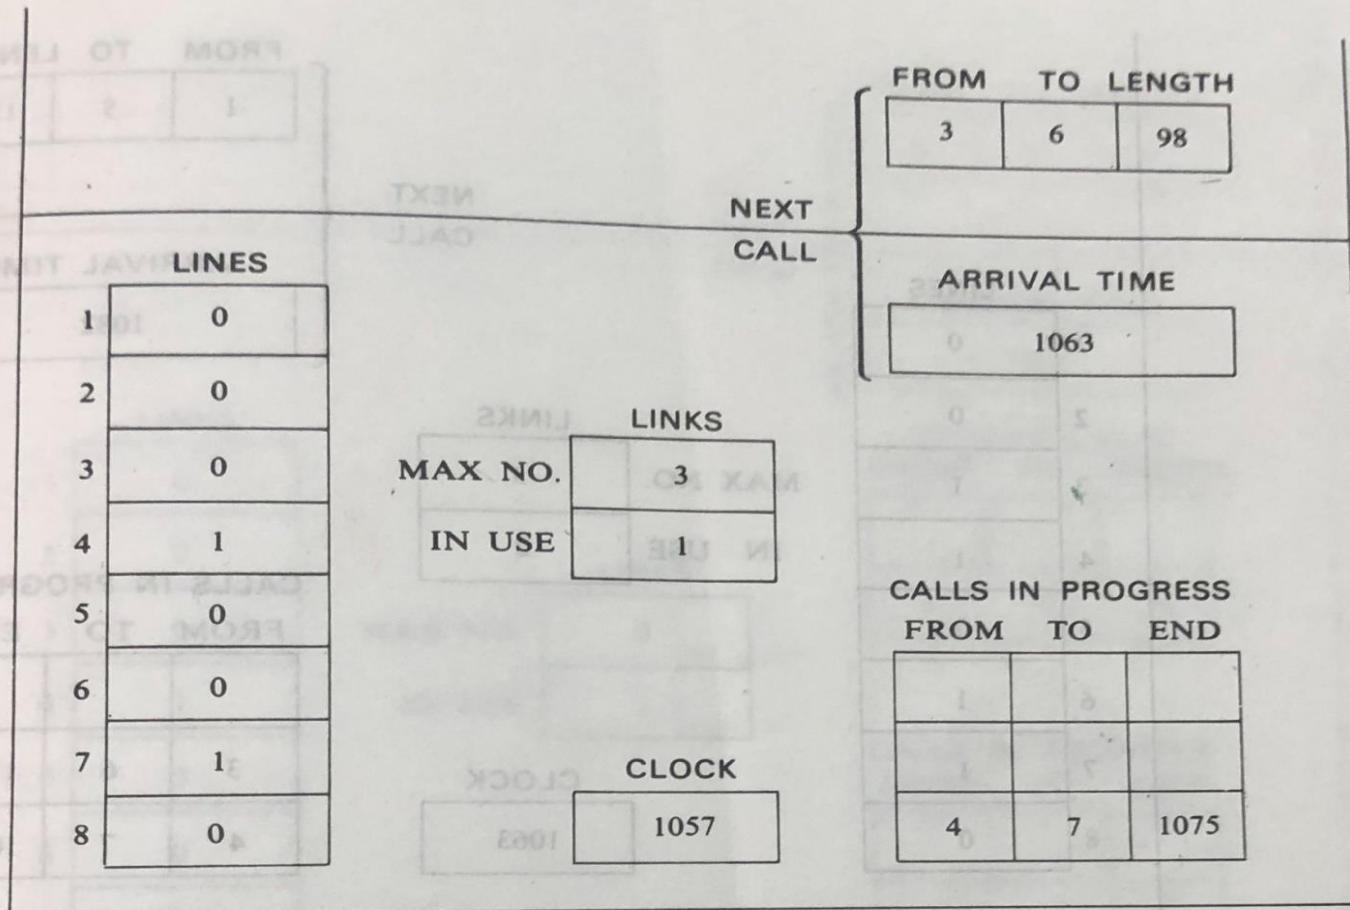 FROM TO LENGTH
3 6 98
NEXT
CALL
ARRIVAL TIME
1063
LINES
1 0
2 0
3 0
4 1
5 0
6 0
7 1
8 0
LINKS
MAX NO. 3
IN USE 1
CLOCK
1057
CALLS IN PROGRESS
FROM TO END
4 7 1075